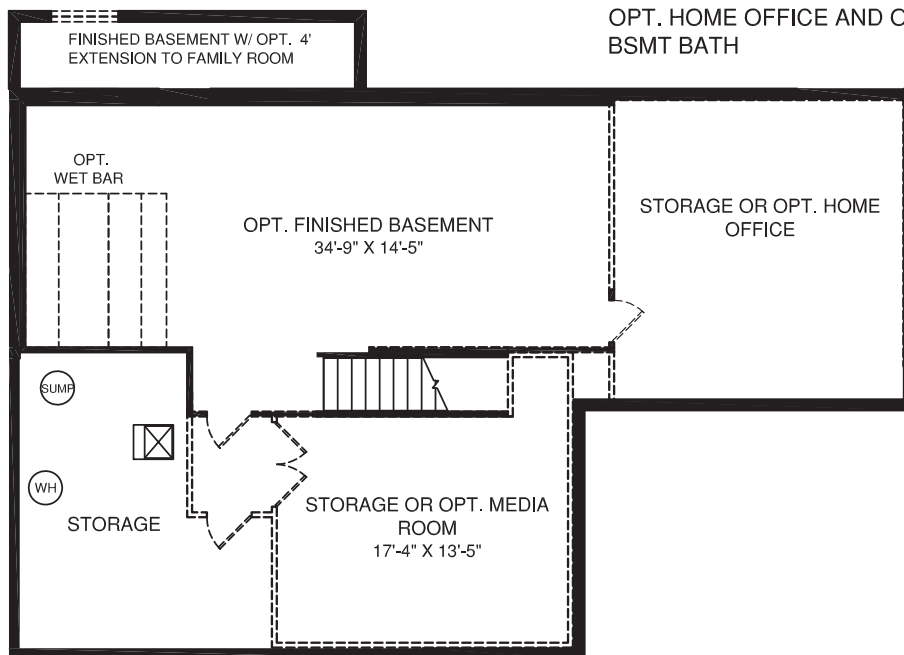 OPT. HOME OFFICE AND
BSMT BATH
FINISHED BASEMENT W/ OPT. 4'
EXTENSION TO FAMILY ROOM
OPT.
WET BAR
OPT. FINISHED BASEMENT
34'-9" X 14'-5"
STORAGE OR OPT. HOME
OFFICE
SUMP
WH
STORAGE
STORAGE OR OPT. MEDIA
ROOM
17'-4" X 13'-5"